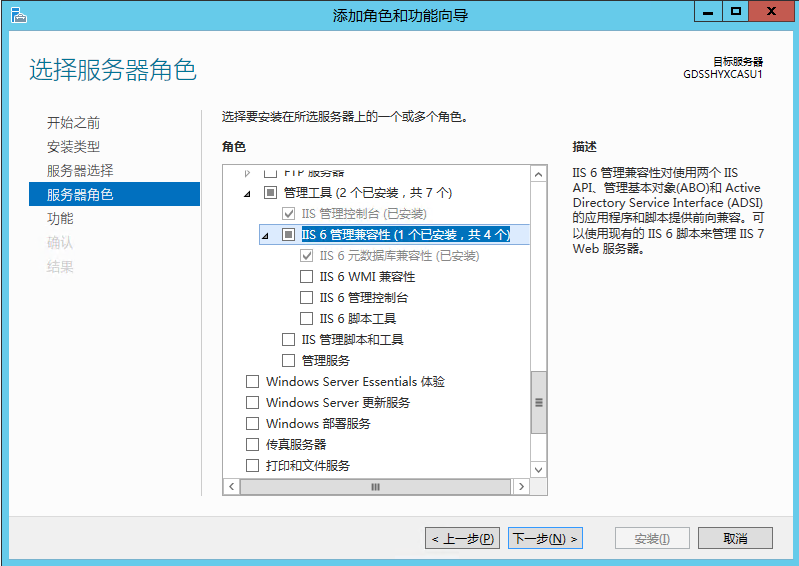 添加角色和功能向导
选择服务器角色
目标服务器
GDSSHYXCASU1
开始之前
安装类型
服务器选择
服务器角色
功能
确认
结果
选择要安装在所选服务器上的一个或多个角色。
角色
FTP 服务器
管理工具 (2 个已安装，共 7 个)
IIS 管理控制台 (已安装)
IIS 6 管理兼容性 (1 个已安装，共 4 个)
IIS 6 元数据库兼容性 (已安装)
IIS 6 WMI 兼容性
IIS 6 管理控制台
IIS 6 脚本工具
IIS 管理脚本和工具
管理服务
Windows Server Essentials 体验
Windows Server 更新服务
Windows 部署服务
传真服务器
打印和文件服务
描述
IIS 6 管理兼容性对使用两个 IIS
API、管理基本对象(ABO)和 Active
Directory Service Interface (ADSI)
的应用程序和脚本提供前向兼容。可
以使用现有的 IIS 6 脚本来管理 IIS 7
Web 服务器。
< 上一步(P)
下一步(N) >
安装(I)
取消